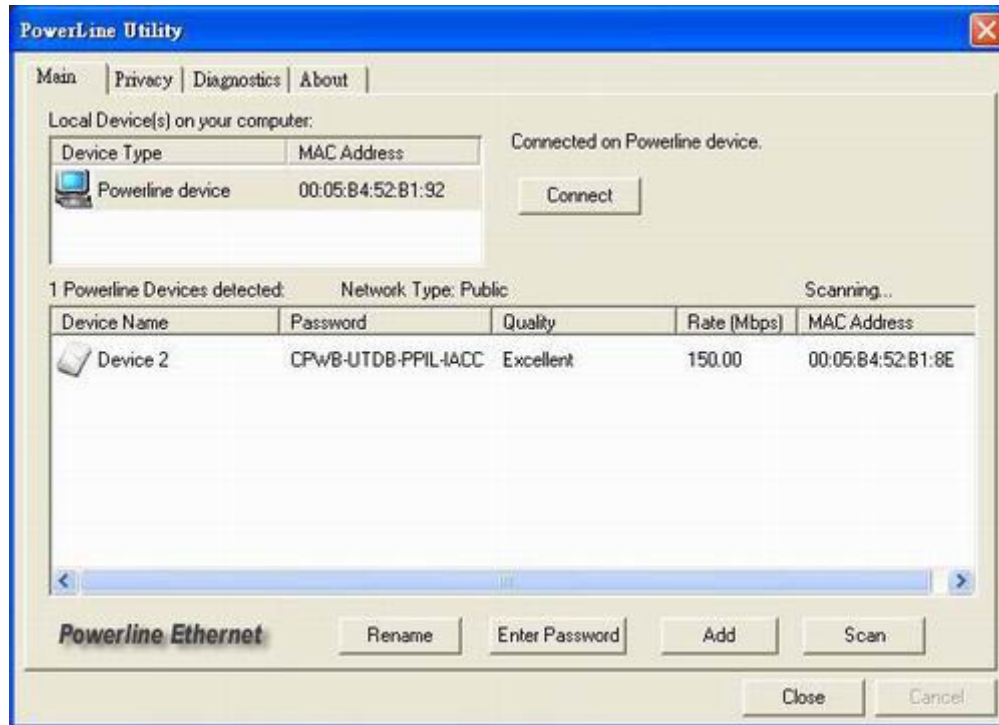 PowerLine Utility
Main Privacy Diagnostics About
Local Device(s) on your computer:
Device Type MAC Address
Powerline device 00:05:B4:52:B1:92
Connected on Powerline device.
Connect
1 Powerline Devices detected: Network Type: Public Scanning...
Device Name Password Quality Rate (Mbps) MAC Address
Device 2 CPWB-UTDB-PPIL-IACC Excellent 150.00 00:05:B4:52:B1:8E
Powerline Ethernet Rename Enter Password Add Scan
Close Cancel